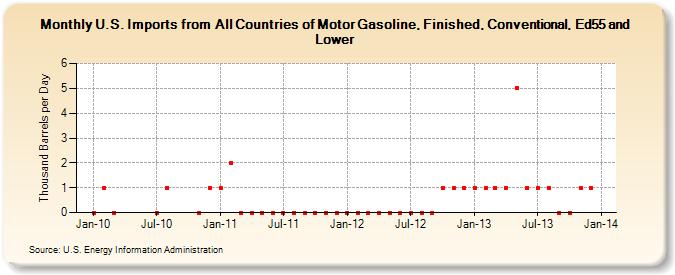 Monthly U.S. Imports from All Countries of Motor Gasoline, Finished, Conventional, Ed55 and
Lower
Thousand Barrels per Day
6
5
4
3
2
1
0
Jan-10 Jul-10 Jan-11 Jul-11 Jan-12 Jul-12 Jan-13 Jul-13 Jan-14
Source: U.S. Energy Information Administration